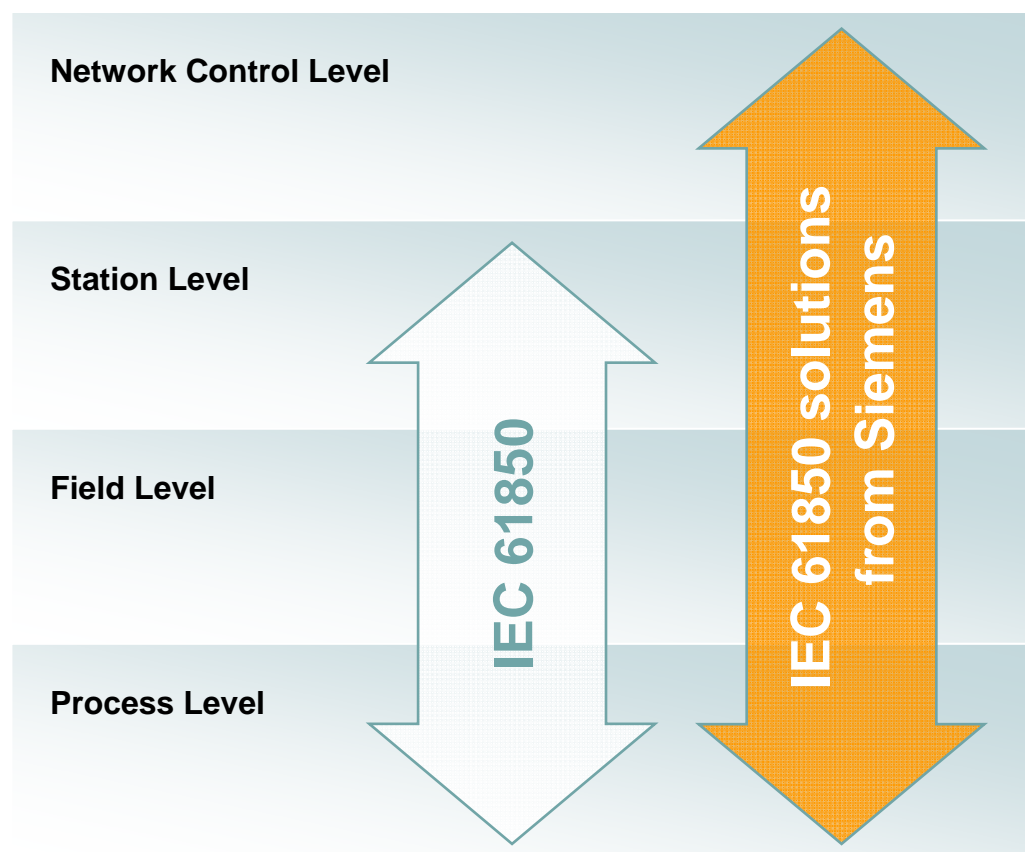 Network Control Level
Station Level
Field Level
Process Level
IEC 61850
IEC 61850 solutions
from Siemens